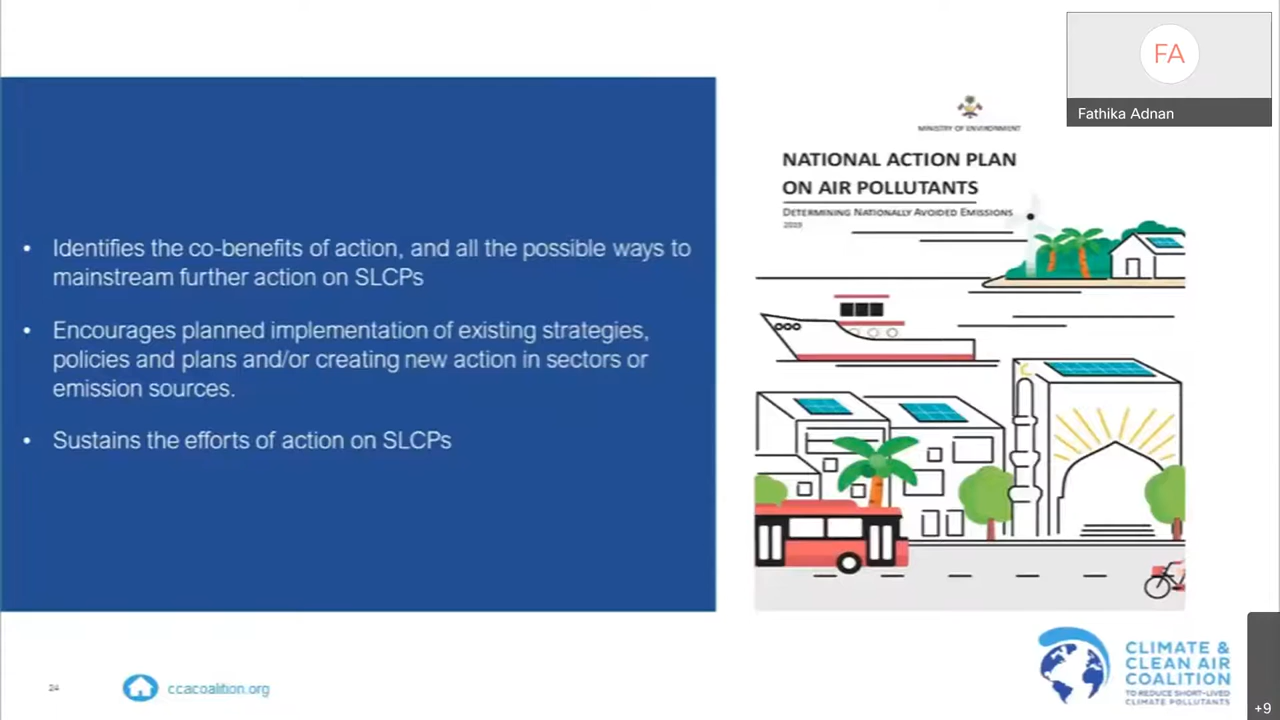 FA
Fathika Adnan
MINISTRY OF ENVIRONMENT
NATIONAL ACTION PLAN
ON AIR POLLUTANTS
DETERMINING NATIONALLY AVOIDED EMISSIONS
2019
• Identifies the co-benefits of action, and all the possible ways to
mainstream further action on SLCPs
• Encourages planned implementation of existing strategies,
policies and plans and/or creating new action in sectors or
emission sources.
• Sustains the efforts of action on SLCPs
24
ccacoalition.org
CLIMATE &
CLEAN AIR
COALITION
TO REDUCE SHORT-LIVED
CLIMATE POLLUTANTS
+9